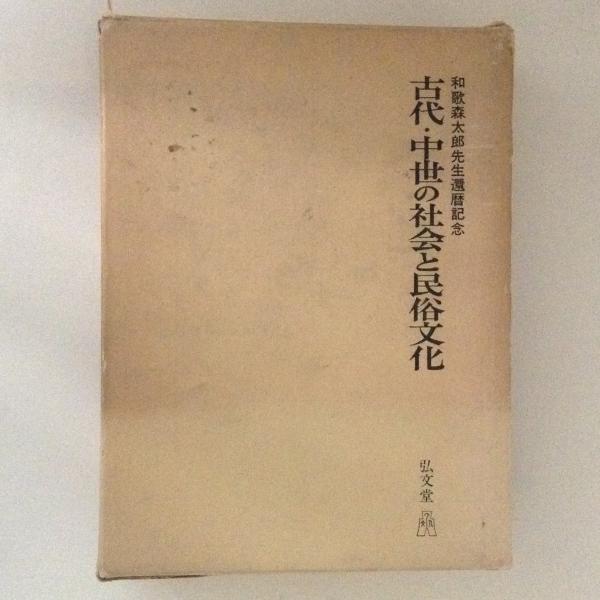 和歌森太郎先生還暦記念
古代・中世の社会と民俗文化
弘文堂